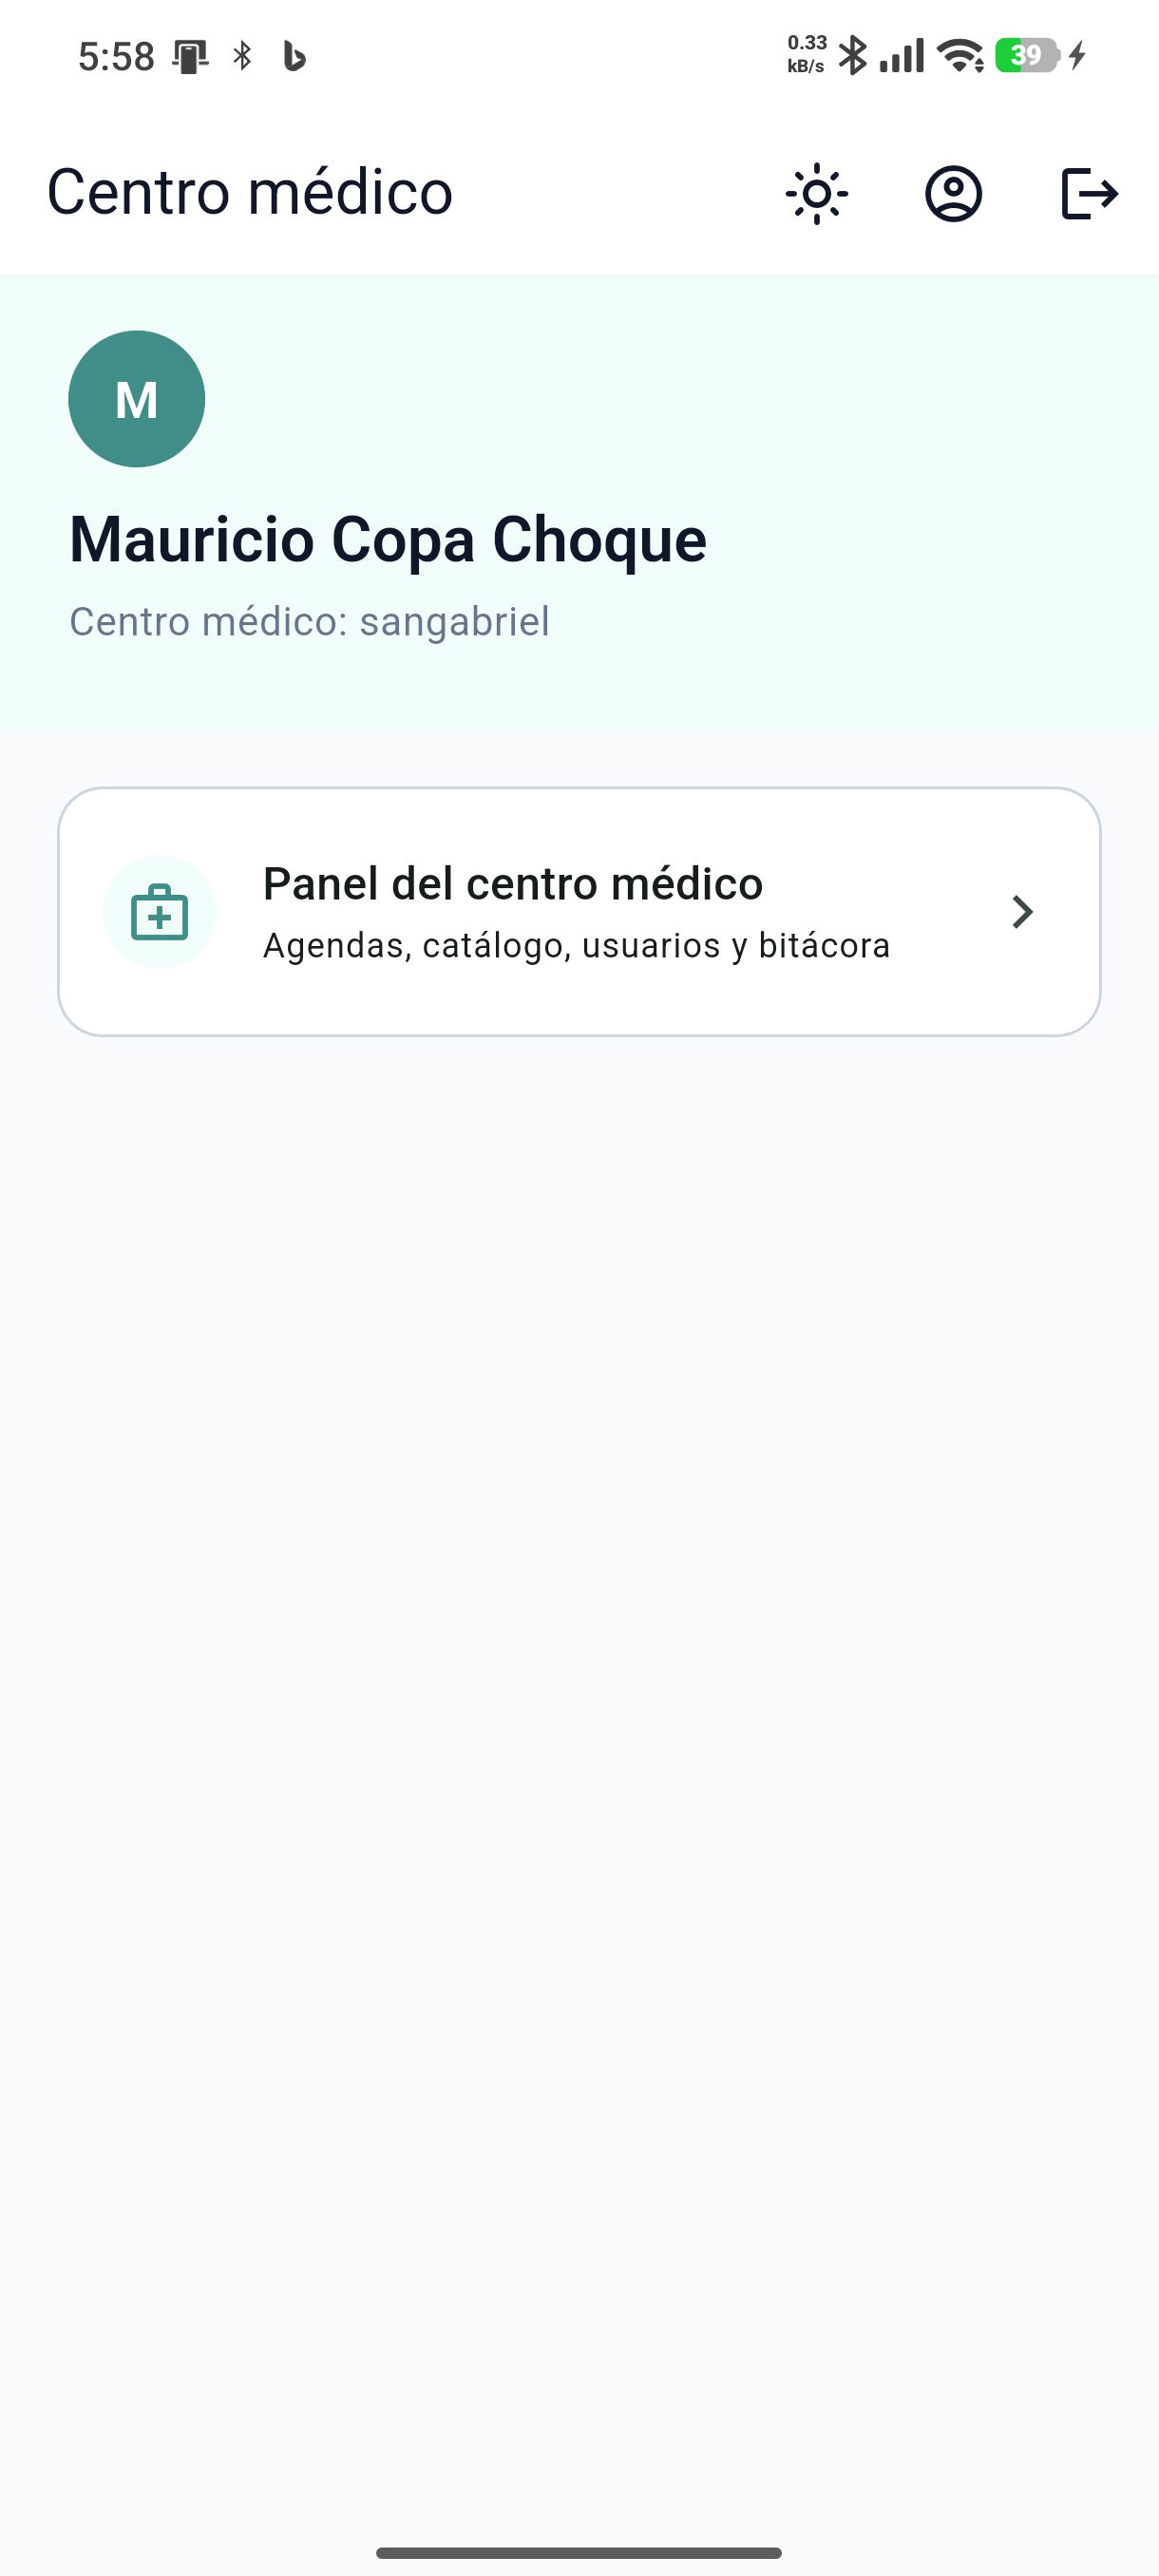 5:58
0.33
kB/s
39
Centro médico
M
Mauricio Copa Choque
Centro médico: sangabriel
Panel del centro médico
Agendas, catálogo, usuarios y bitácora